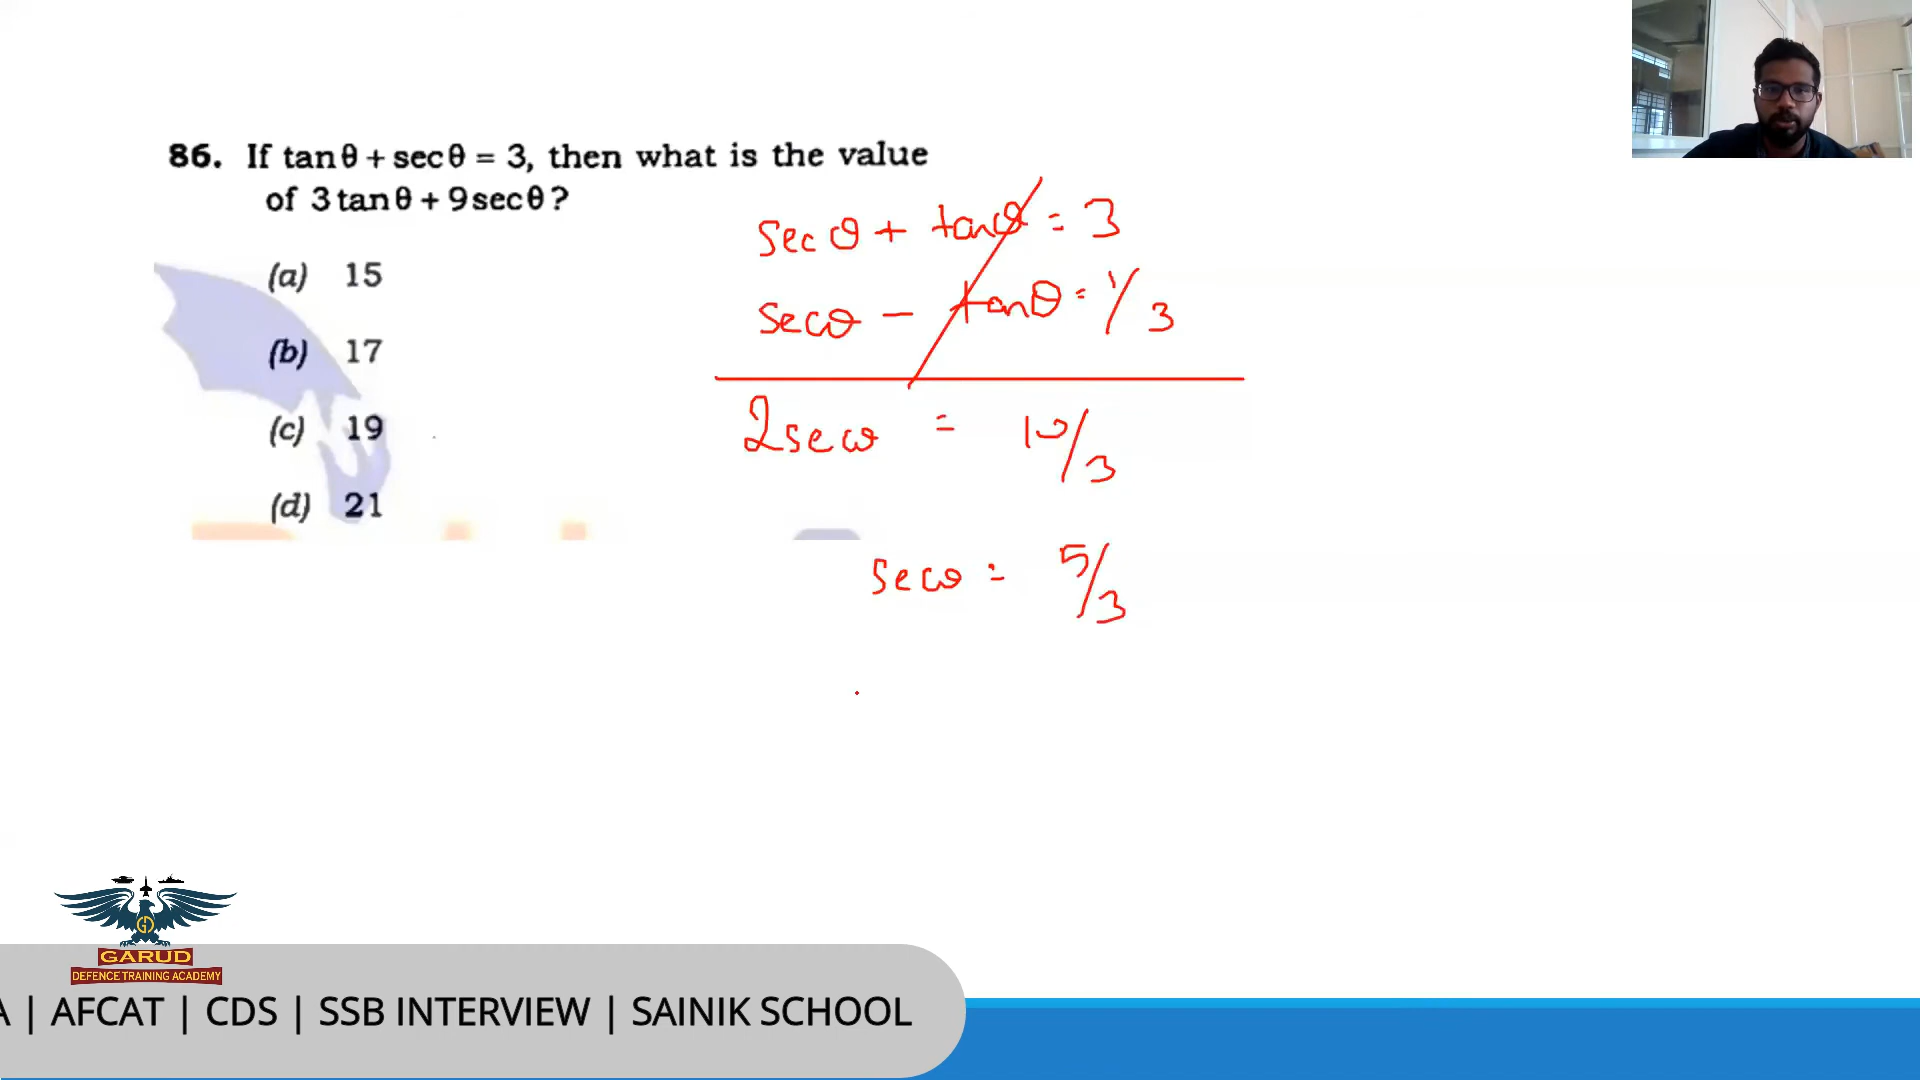 86. If tanθ + secθ = 3, then what is the value
of 3tanθ + 9secθ?
(a) 15
(b) 17
(c) 19
(d) 21
secθ + tanθ = 3
secθ - tanθ = 1/3
2secθ = 10/3
secθ = 5/3
GARUD
DEFENCE TRAINING ACADEMY
A | AFCAT | CDS | SSB INTERVIEW | SAINIK SCHOOL